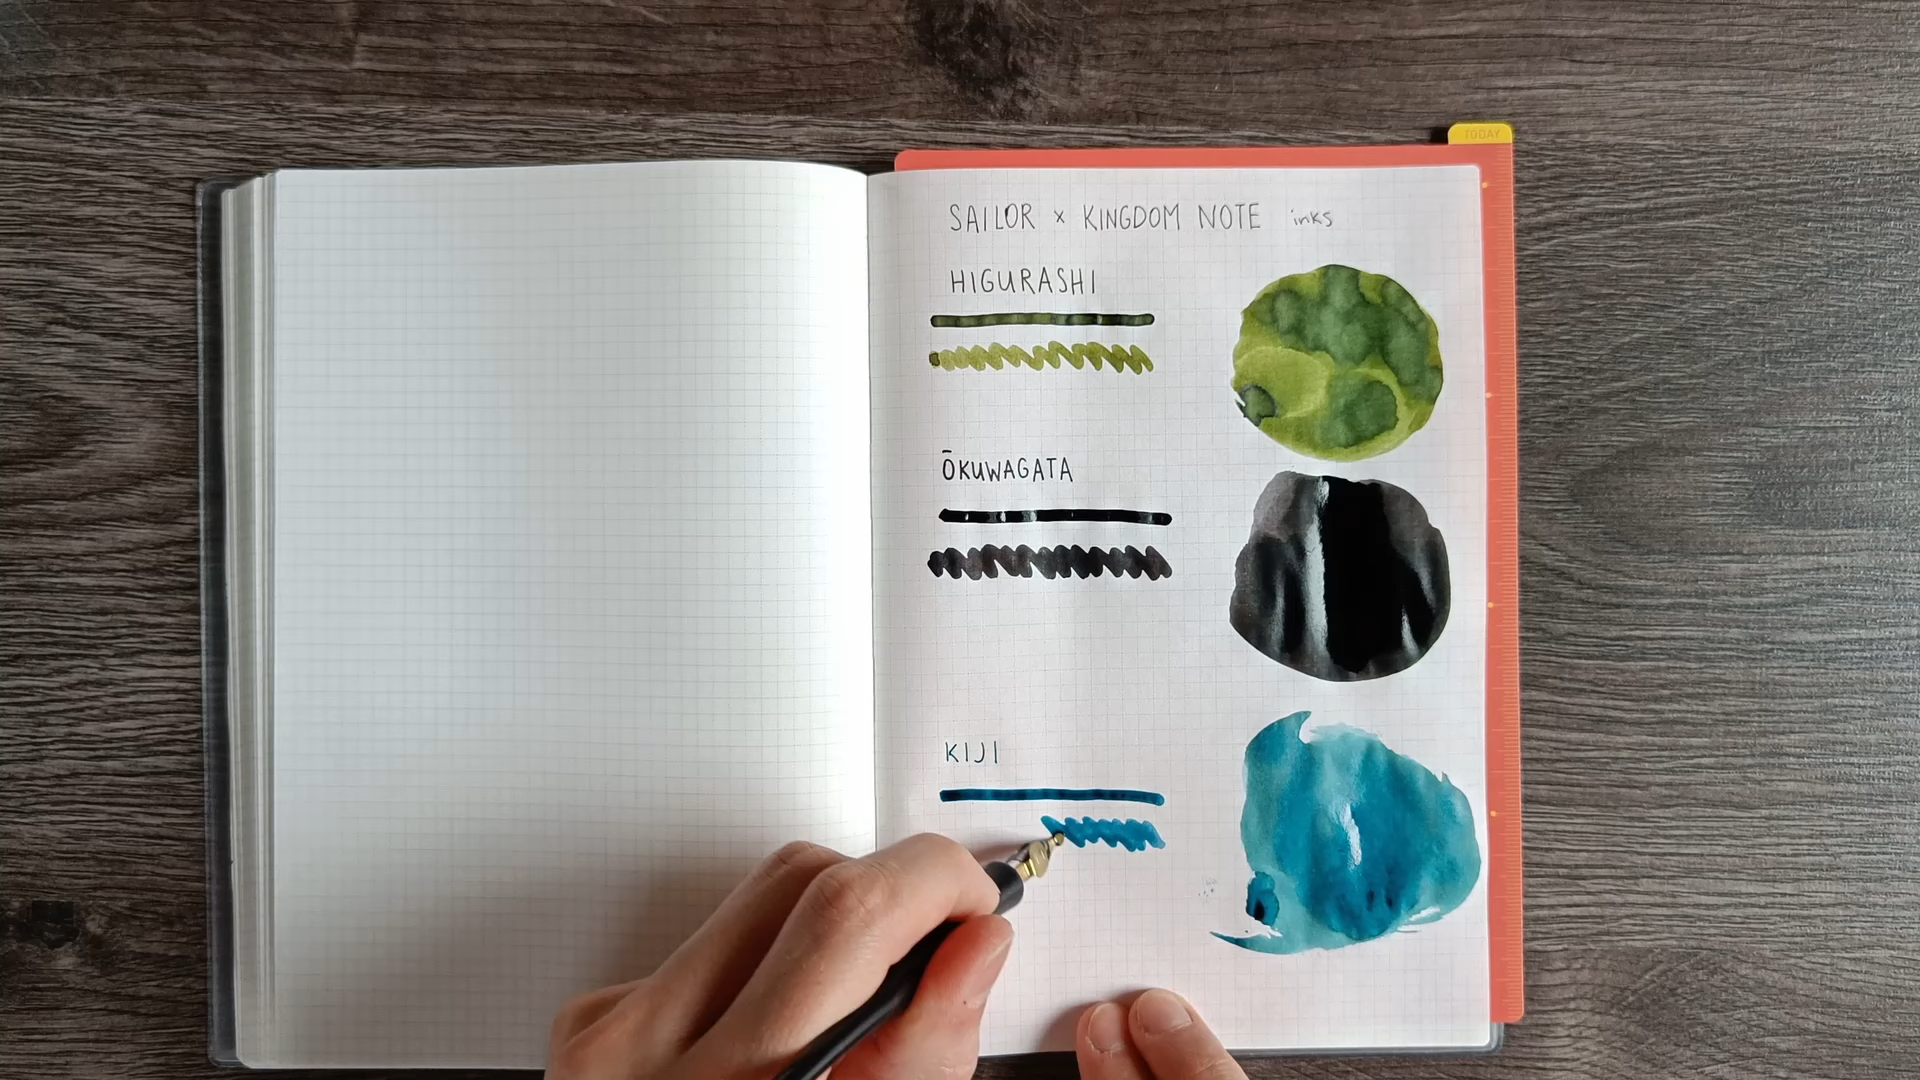 TODAY
SAILOR x KINGDOM NOTE inks
HIGURASHI
ŌKUWAGATA
KIJI